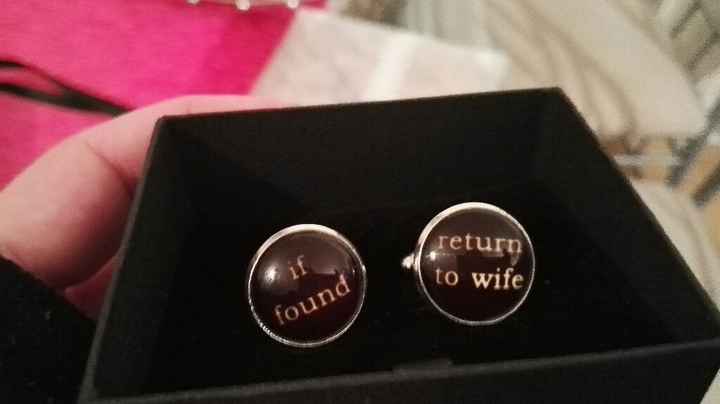 if
found
return
to wife